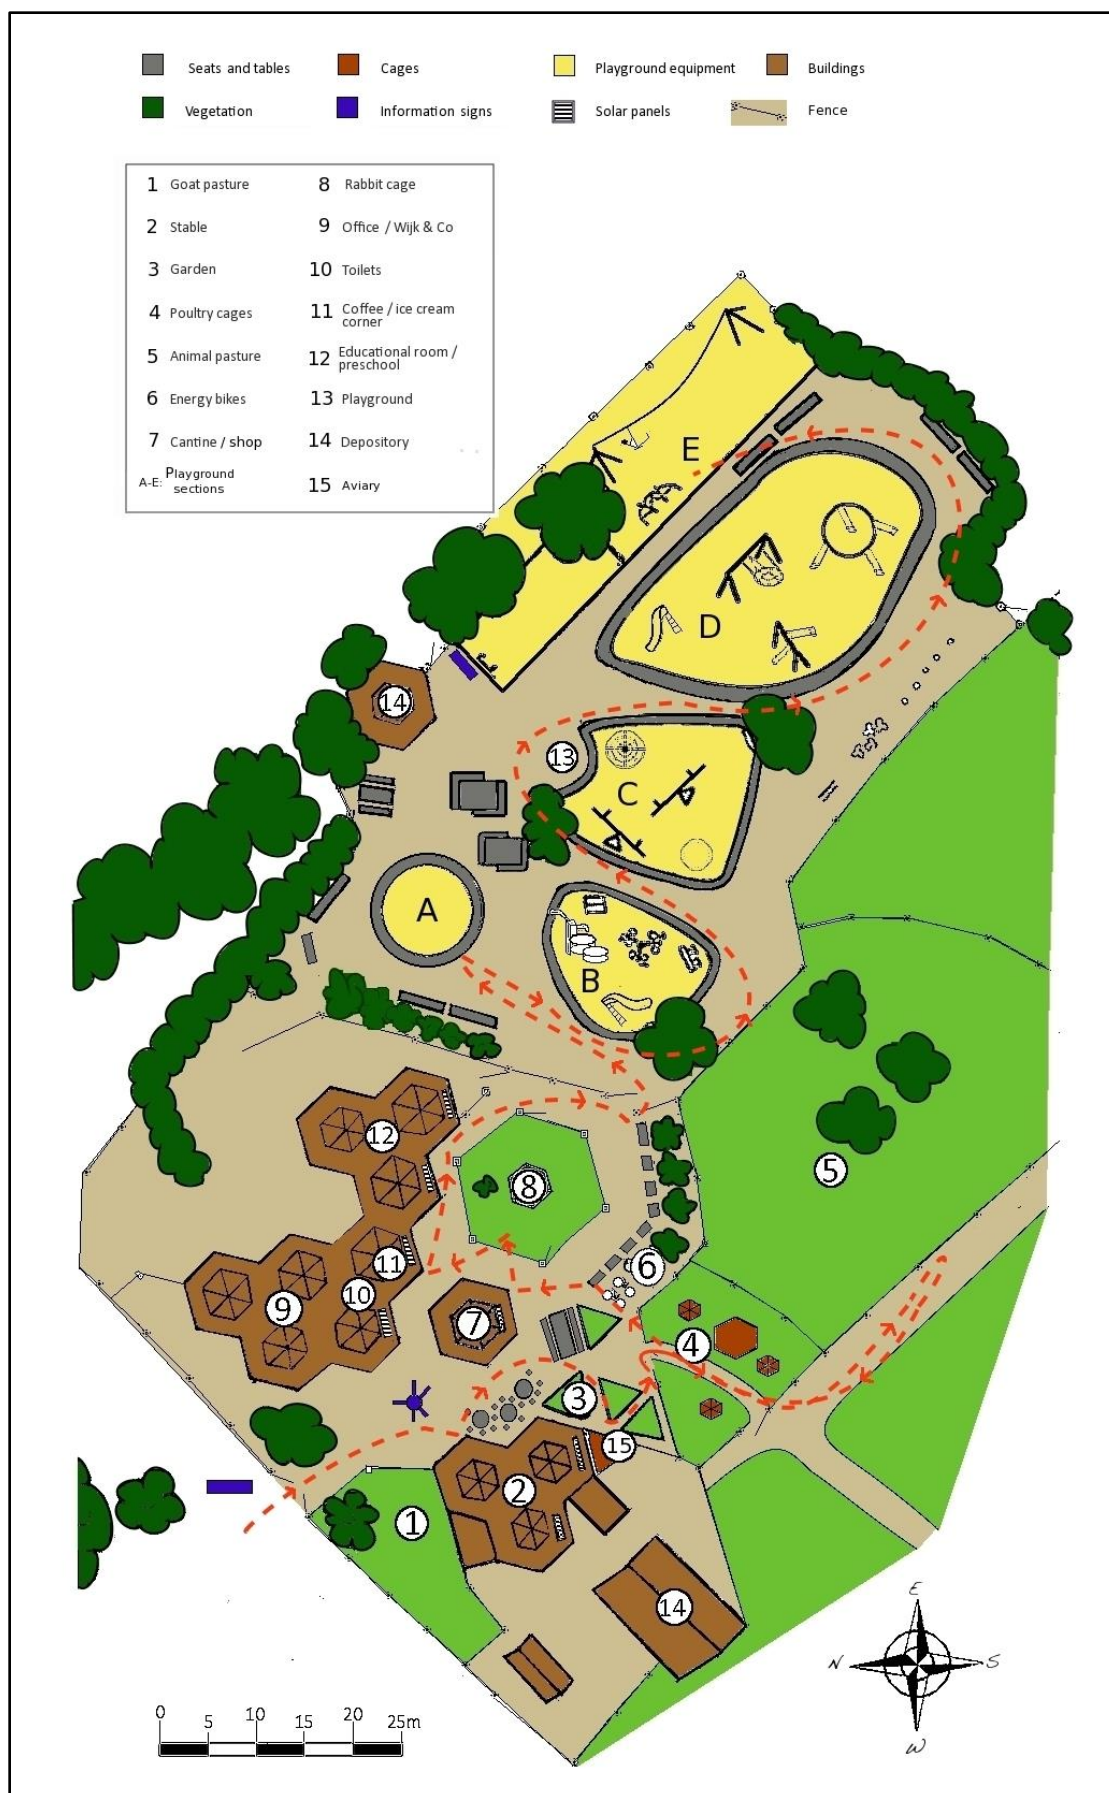 Seats and tables
Cages
Playground equipment
Buildings
Vegetation
Information signs
Solar panels
Fence
1 Goat pasture
2 Stable
3 Garden
4 Poultry cages
5 Animal pasture
6 Energy bikes
7 Cantine / shop
A-E: Playground
sections
8 Rabbit cage
9 Office / Wijk & Co
10 Toilets
11 Coffee / ice cream
corner
12 Educational room /
preschool
13 Playground
14 Depository
15 Aviary
E
D
14
13
C
A
B
12
8
5
11
6
10
9
7
4
3
15
2
1
14
E
N
S
W
0 5 10 15 20 25m